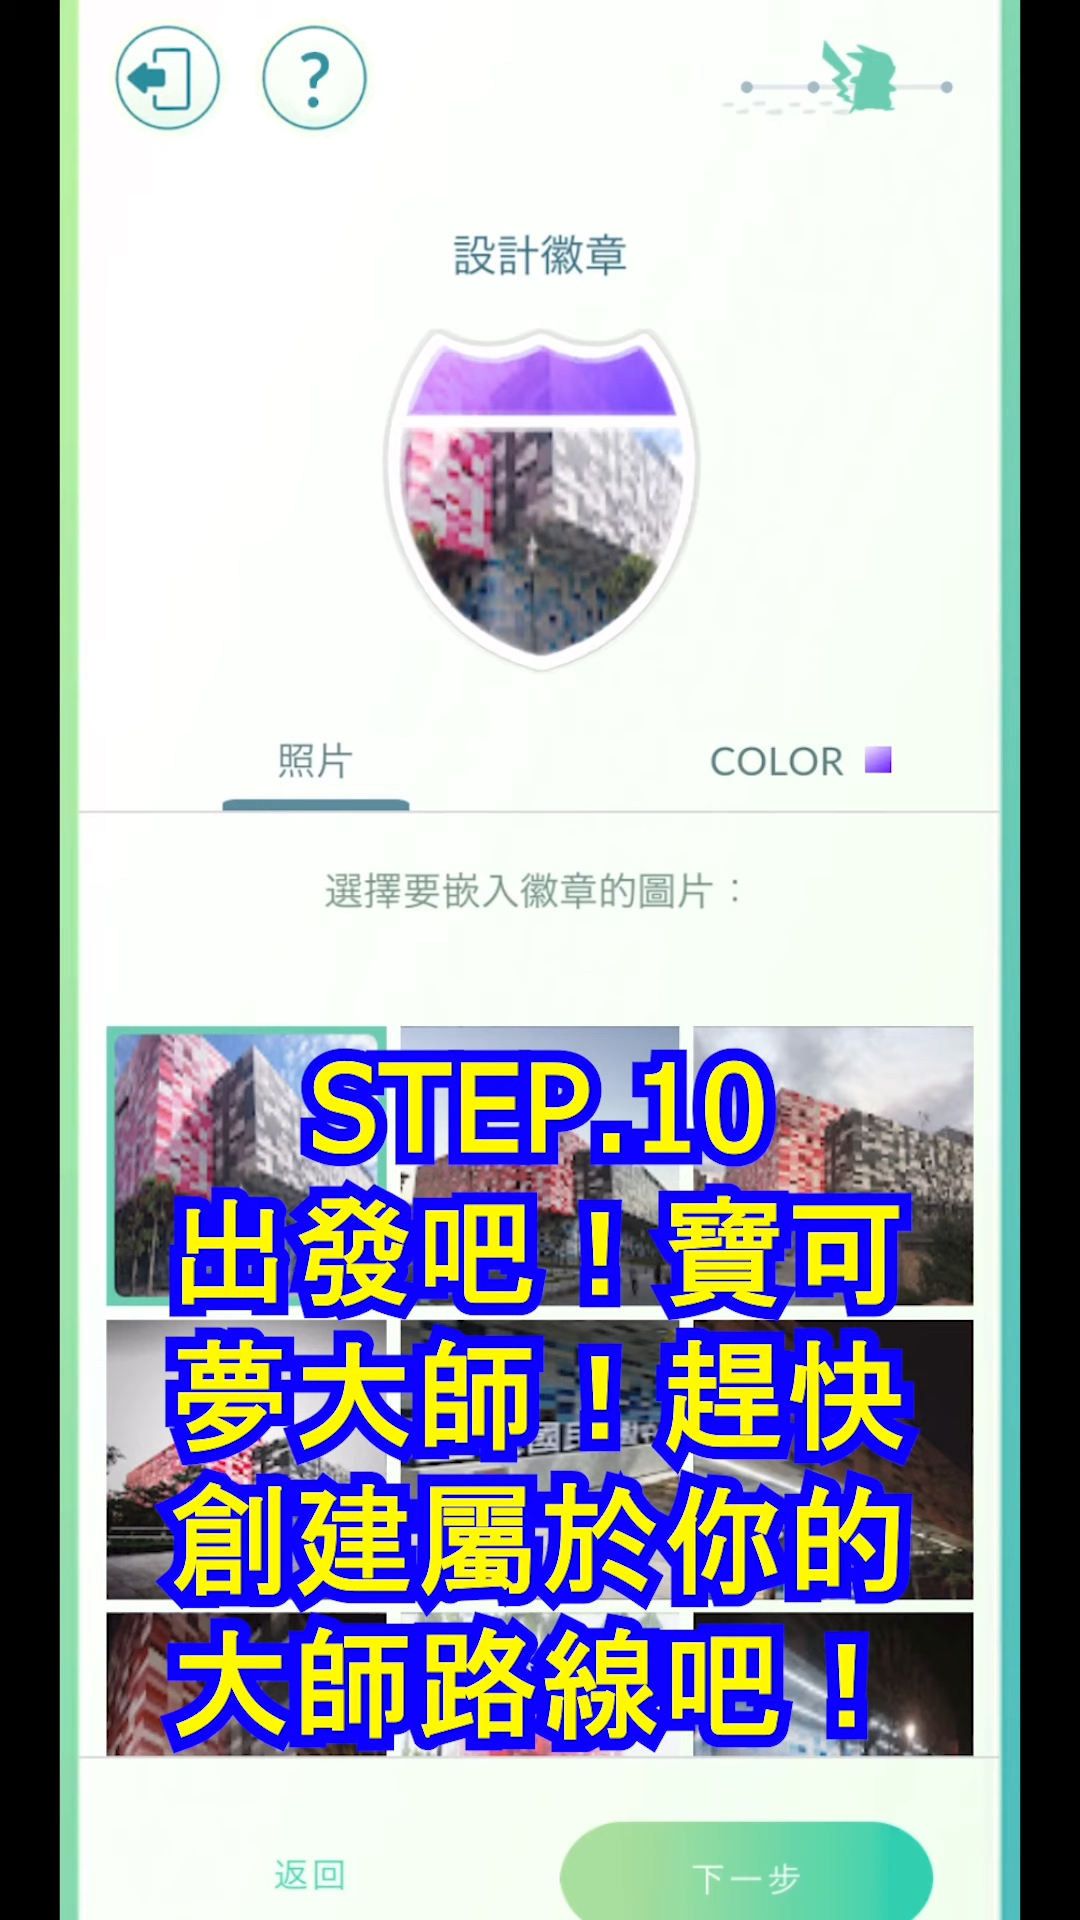 ?
設計徽章
照片
COLOR
選擇要嵌入徽章的圖片：
STEP.10
出發吧！寶可
夢大師！趕快
創建屬於你的
大師路線吧！
返回
下一步